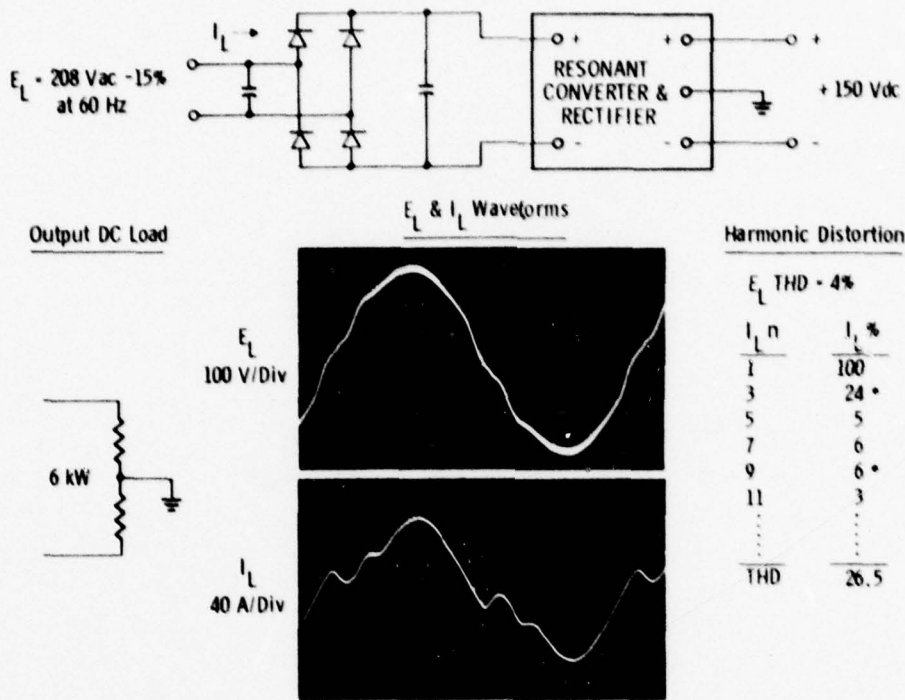 I_L →
E_L - 208 Vac -15%
at 60 Hz
+ + + 
RESONANT
CONVERTER &
RECTIFIER
+ 150 Vdc
- - -
E_L & I_L Waveforms
Output DC Load
6 kW
E_L
100 V/Div
I_L
40 A/Div
Harmonic Distortion
E_L THD - 4%
I_L n I_L %
1 100
3 24 *
5 5
7 6
9 6 *
11 3
THD 26.5